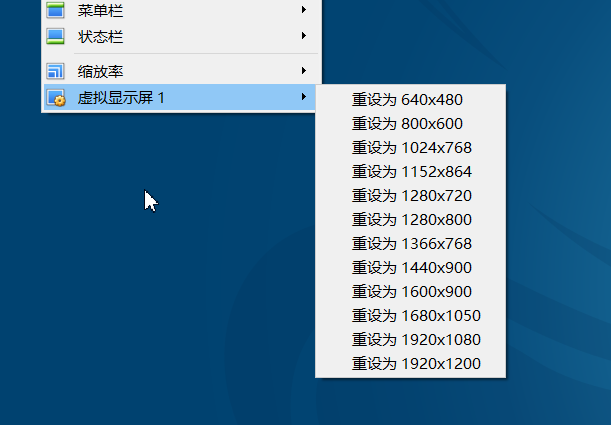 菜单栏
状态栏
缩放率
虚拟显示屏 1
重设为 640x480
重设为 800x600
重设为 1024x768
重设为 1152x864
重设为 1280x720
重设为 1280x800
重设为 1366x768
重设为 1440x900
重设为 1600x900
重设为 1680x1050
重设为 1920x1080
重设为 1920x1200